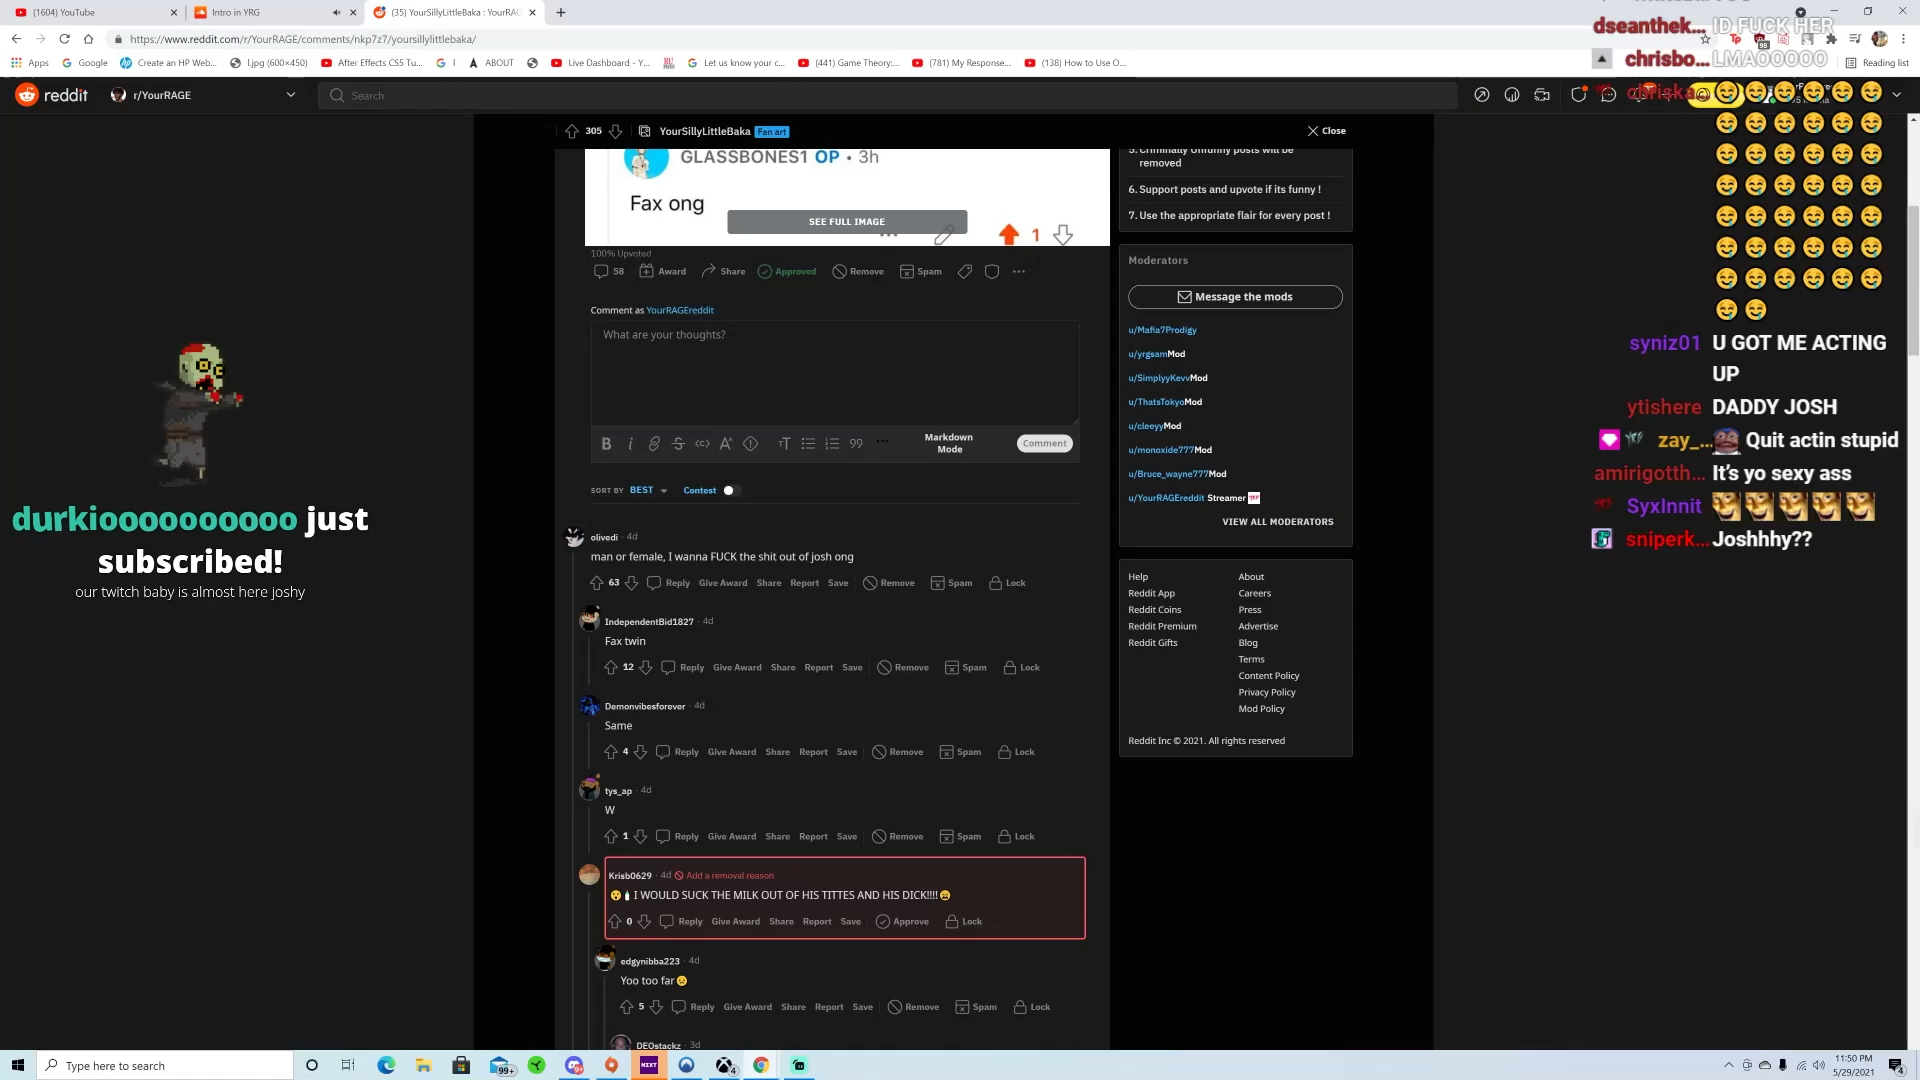 (1604) YouTube
Intro in YRG
(35) YourSillyLittleBaka : YourRAG
https://www.reddit.com/r/YourRAGE/comments/nkp7z7/yoursillylittlebaka/
Apps
Google
Create an HP Web...
l.jpg (600×450)
After Effects CS5 Tu...
ABOUT
Live Dashboard - Y...
Let us know your c...
(441) Game Theory:...
(781) My Response...
(138) How to Use O...
Reading list
reddit
r/YourRAGE
Search
305
YourSillyLittleBaka Fan art
Close
GLASSBONES1 OP • 3h
Fax ong
SEE FULL IMAGE
1
100% Upvoted
58 Award Share Approved Remove Spam
Comment as YourRAGEreddit
What are your thoughts?
Markdown
Mode
Comment
SORT BY BEST Contest
olivedi · 4d
man or female, I wanna FUCK the shit out of josh ong
63 Reply Give Award Share Report Save Remove Spam Lock
IndependentBid1827 · 4d
Fax twin
12 Reply Give Award Share Report Save Remove Spam Lock
Demonvibesforever · 4d
Same
4 Reply Give Award Share Report Save Remove Spam Lock
tys_ap · 4d
W
1 Reply Give Award Share Report Save Remove Spam Lock
Krisb0629 · 4d Add a removal reason
😯🍼 I WOULD SUCK THE MILK OUT OF HIS TITTES AND HIS DICK!!!! 😩
0 Reply Give Award Share Report Save Approve Lock
edgynibba223 · 4d
Yoo too far😣
5 Reply Give Award Share Report Save Remove Spam Lock
DEOstackz · 3d
5. Criminally Unfunny posts will be
removed
6. Support posts and upvote if its funny !
7. Use the appropriate flair for every post !
Moderators
Message the mods
u/Mafia7Prodigy
u/yrgsamMod
u/SimplyyKevvMod
u/ThatsTokyoMod
u/cleeyyMod
u/monoxide777Mod
u/Bruce_wayne777Mod
u/YourRAGEreddit Streamer
VIEW ALL MODERATORS
Help About
Reddit App Careers
Reddit Coins Press
Reddit Premium Advertise
Reddit Gifts Blog
Terms
Content Policy
Privacy Policy
Mod Policy
Reddit Inc © 2021. All rights reserved
durkioooooooooo just
subscribed!
our twitch baby is almost here joshy
dseanthek... ID FUCK HER
chrisbo... LMAOOOOO
chriska
syniz01 U GOT ME ACTING
UP
ytishere DADDY JOSH
zay_... Quit actin stupid
amirigotth... It's yo sexy ass
SyxInnit
sniperk... Joshhhy??
Type here to search
99+
NZXT
11:50 PM
5/29/2021